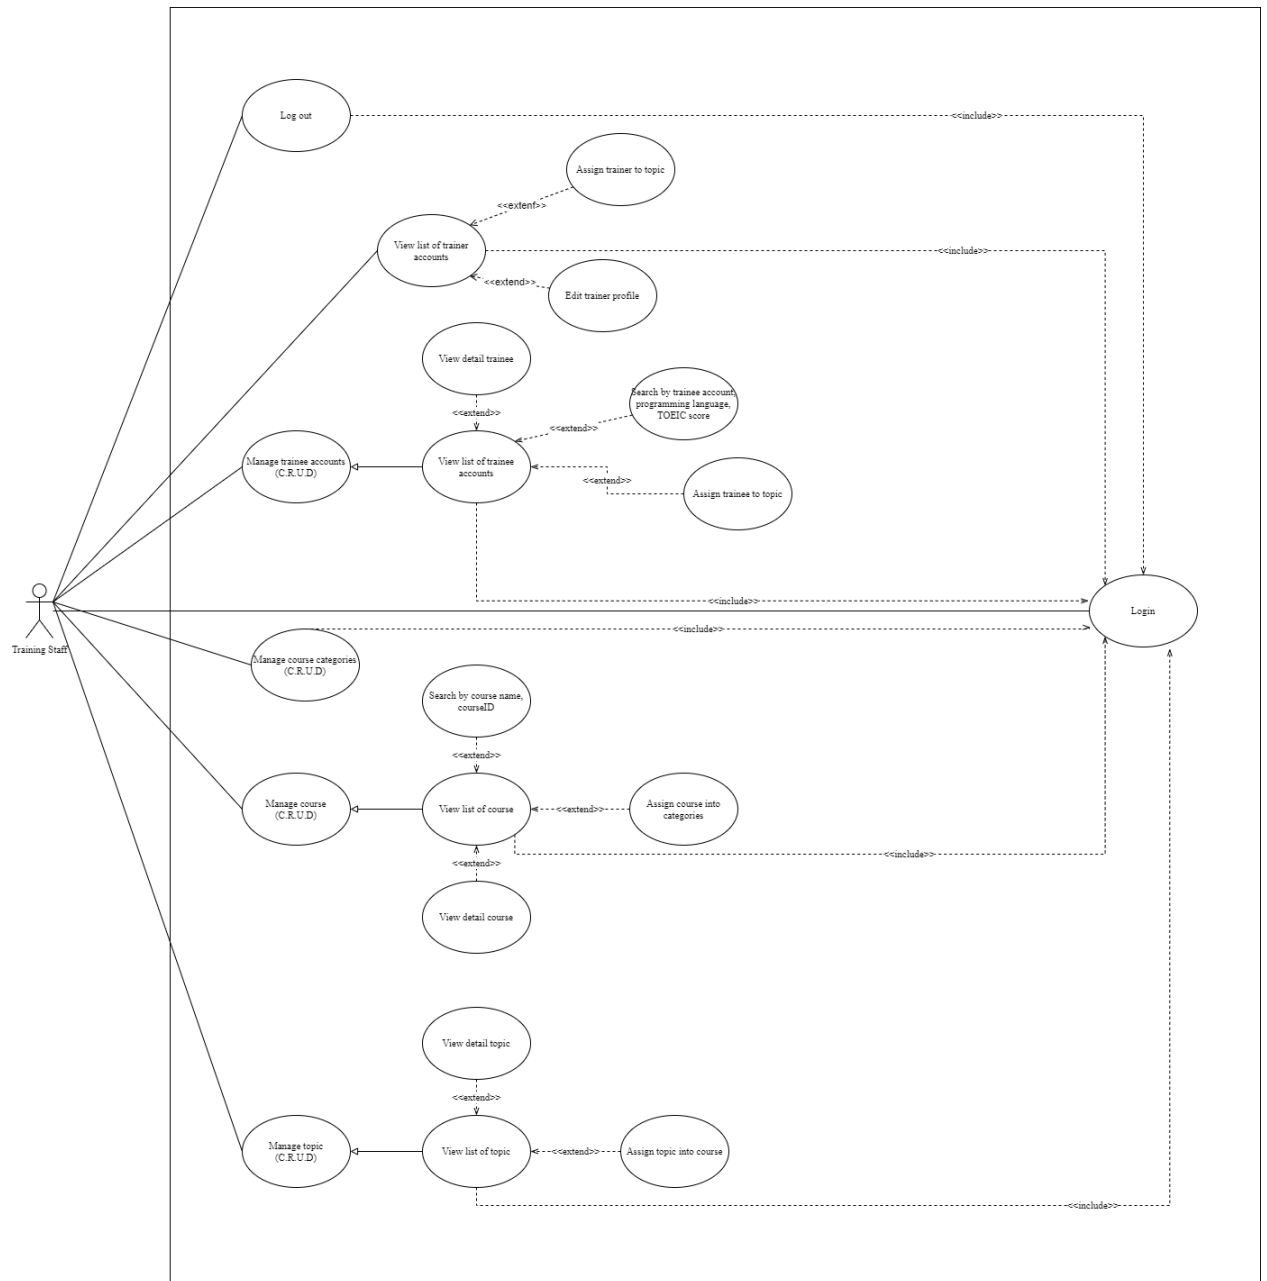 Log out
<<include>>
Assign trainer to topic
<<extenf>>
View list of trainer
accounts
<<include>>
<<extend>>
Edit trainer profile
View detail trainee
<<extend>>
Search by trainee account,
programming language,
TOEIC score
<<extend>>
Manage trainee accounts
(C.R.U.D)
View list of trainee
accounts
<<extend>>
Assign trainee to topic
<<include>>
Login
Training Staff
<<include>>
Manage course categories
(C.R.U.D)
Search by course name,
courseID
<<extend>>
Manage course
(C.R.U.D)
View list of course
<<extend>>
Assign course into
categories
<<include>>
<<extend>>
View detail course
View detail topic
<<extend>>
Manage topic
(C.R.U.D)
View list of topic
<<extend>>
Assign topic into course
<<include>>